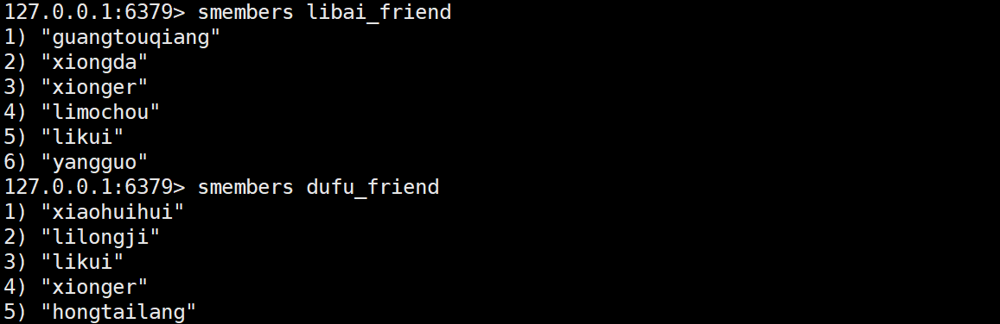 127.0.0.1:6379> smembers libai_friend
1) "guangtouqiang"
2) "xiongda"
3) "xionger"
4) "limochou"
5) "likui"
6) "yangguo"
127.0.0.1:6379> smembers dufu_friend
1) "xiaohuihui"
2) "lilongji"
3) "likui"
4) "xionger"
5) "hongtailang"